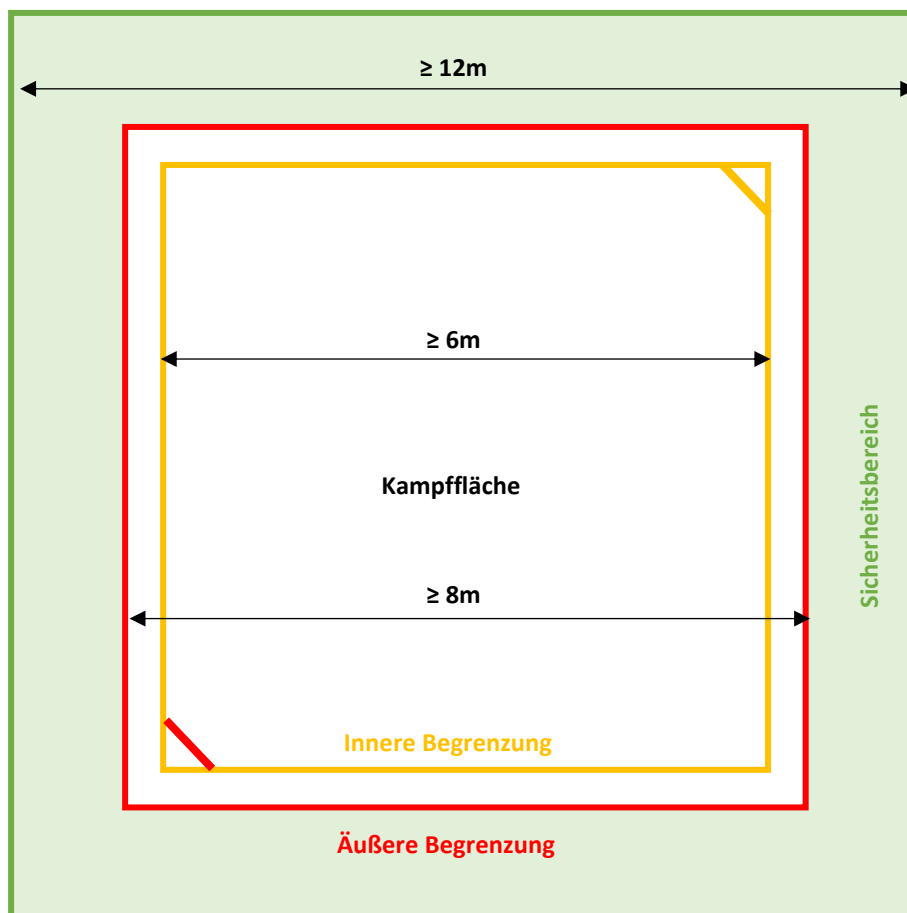 ≥ 12m
≥ 6m
Kampffläche
≥ 8m
Innere Begrenzung
Äußere Begrenzung
Sicherheitsbereich